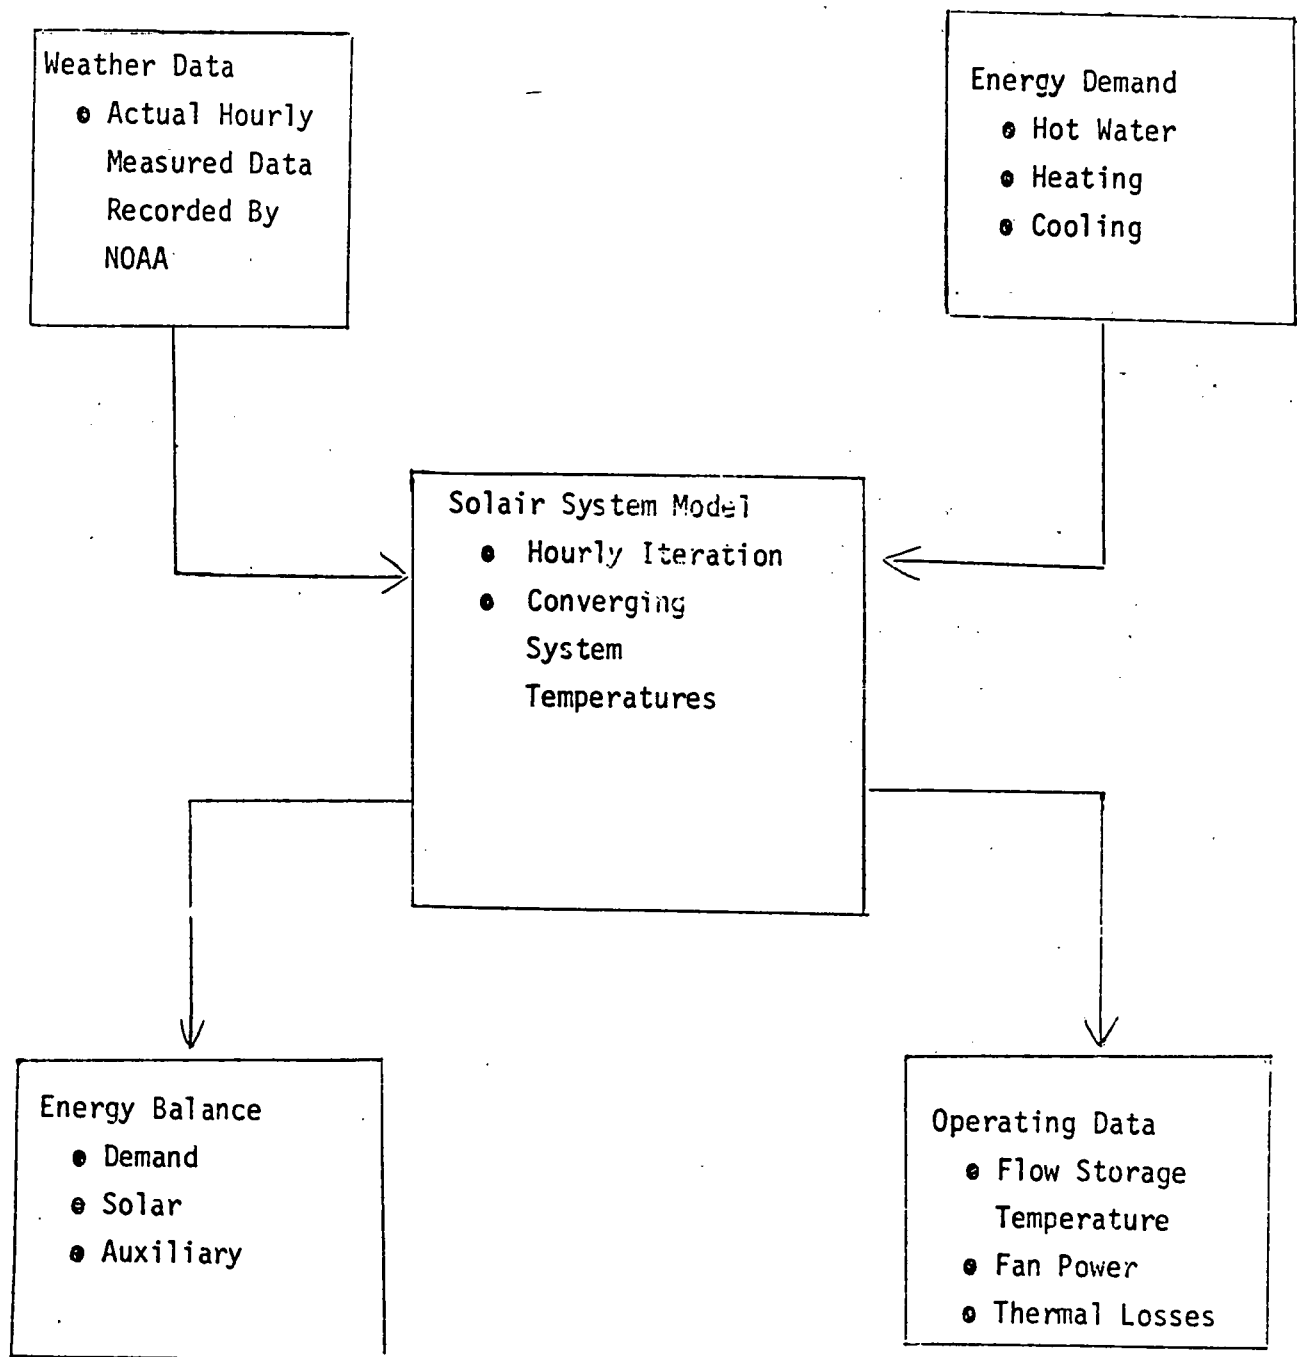 Weather Data
● Actual Hourly
Measured Data
Recorded By
NOAA
Energy Demand
● Hot Water
● Heating
● Cooling
Solair System Model
● Hourly Iteration
● Converging
System
Temperatures
Energy Balance
● Demand
● Solar
● Auxiliary
Operating Data
● Flow Storage
Temperature
● Fan Power
● Thermal Losses